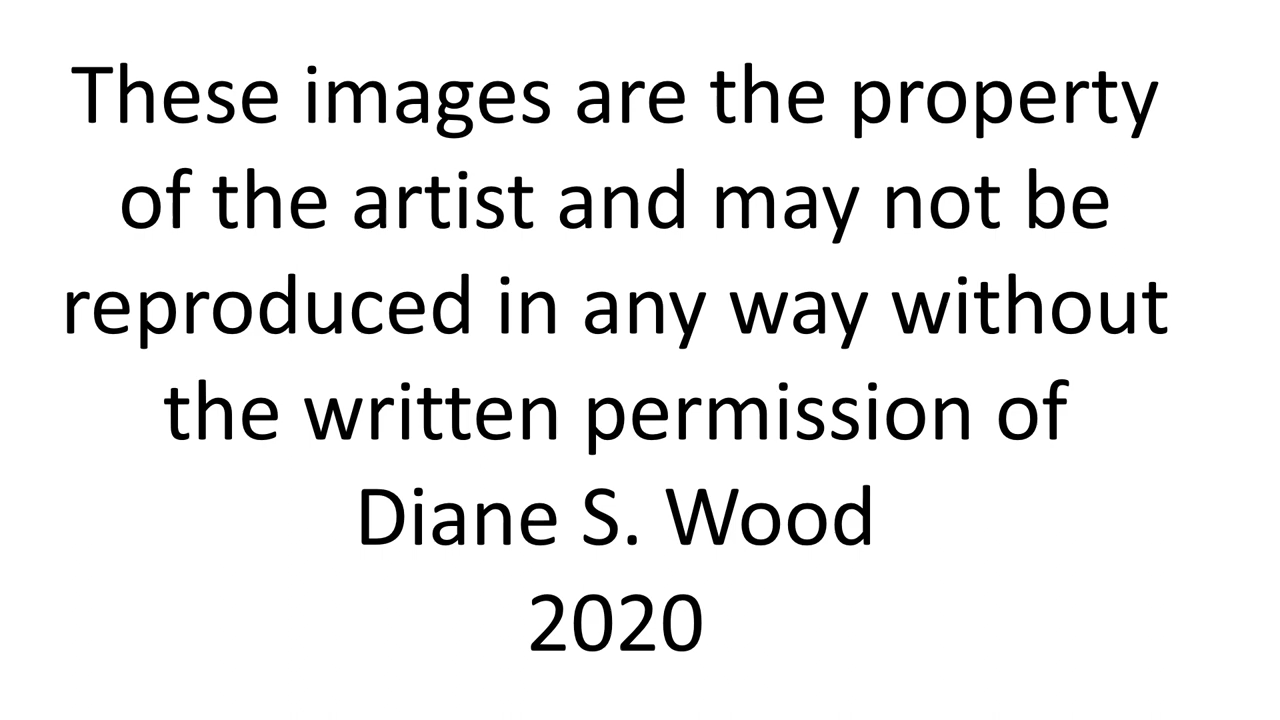 These images are the property
of the artist and may not be
reproduced in any way without
the written permission of
Diane S. Wood
2020